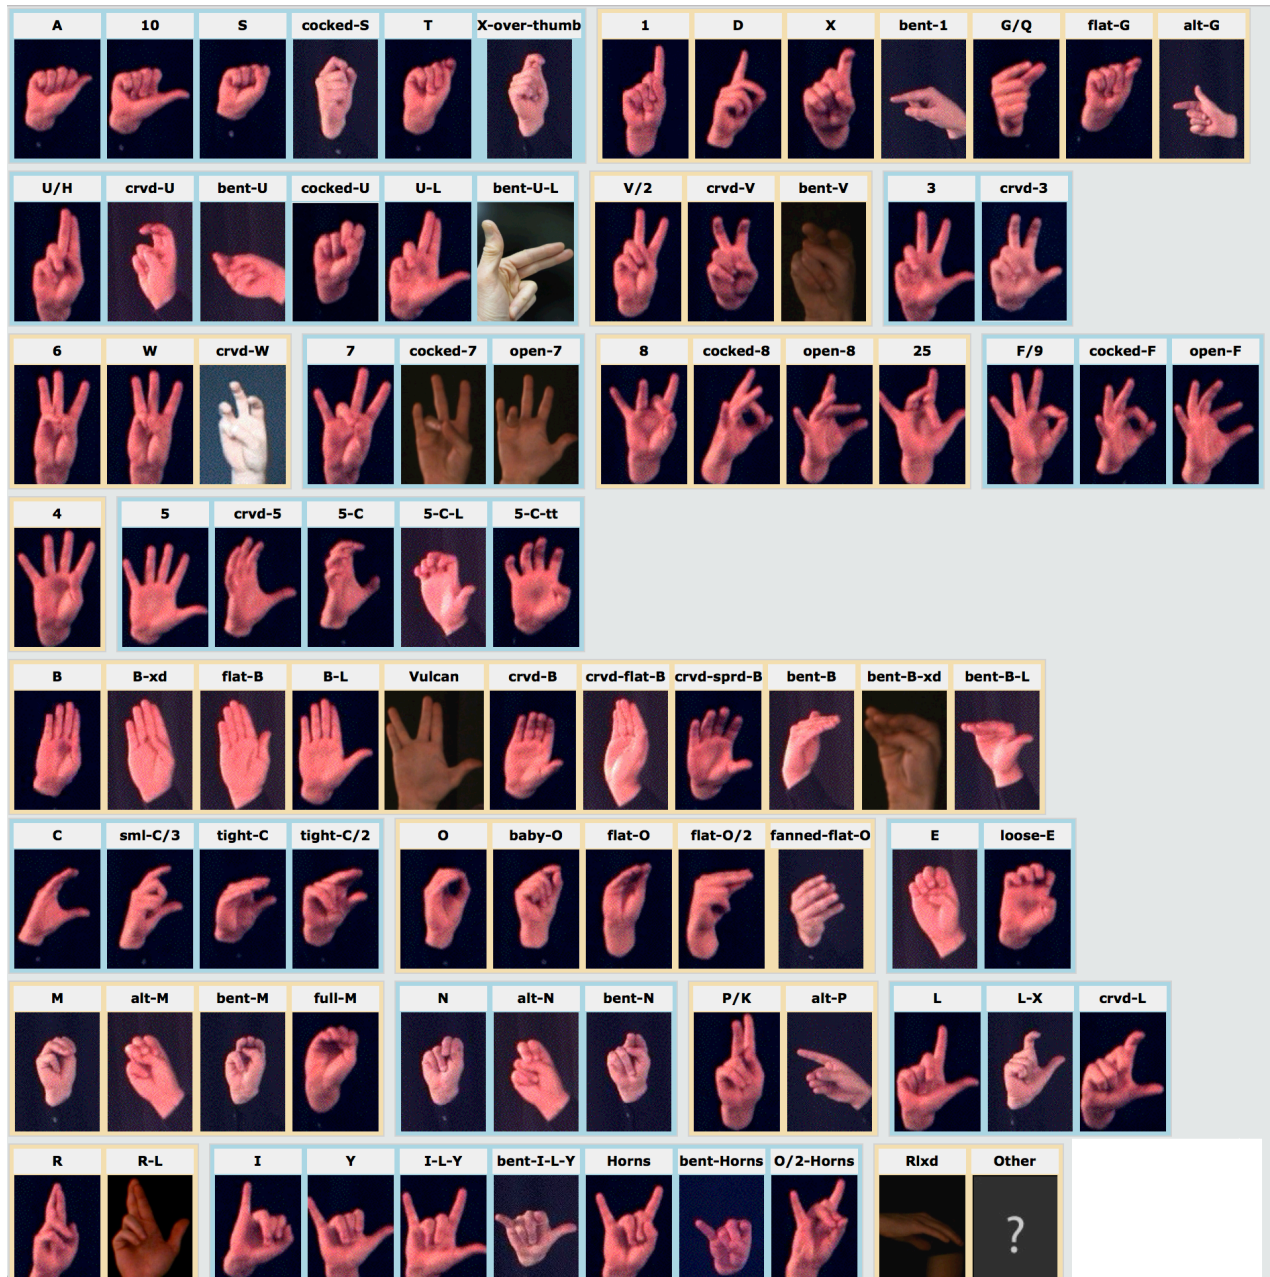 A 10 S cocked-S T X-over-thumb 1 D X bent-1 G/Q flat-G alt-G
U/H crvd-U bent-U cocked-U U-L bent-U-L V/2 crvd-V bent-V 3 crvd-3
6 W crvd-W 7 cocked-7 open-7 8 cocked-8 open-8 25 F/9 cocked-F open-F
4 5 crvd-5 5-C 5-C-L 5-C-tt
B B-xd flat-B B-L Vulcan crvd-B crvd-flat-B crvd-sprd-B bent-B bent-B-xd bent-B-L
C sml-C/3 tight-C tight-C/2 O baby-O flat-O flat-O/2 fanned-flat-O E loose-E
M alt-M bent-M full-M N alt-N bent-N P/K alt-P L L-X crvd-L
R R-L I Y I-L-Y bent-I-L-Y Horns bent-Horns O/2-Horns Rlxd Other
?